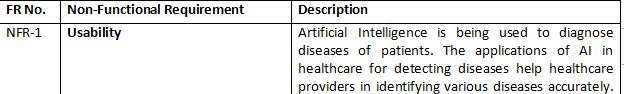 FR No. Non-Functional Requirement Description
NFR-1 Usability Artificial Intelligence is being used to diagnose
diseases of patients. The applications of AI in
healthcare for detecting diseases help healthcare
providers in identifying various diseases accurately.